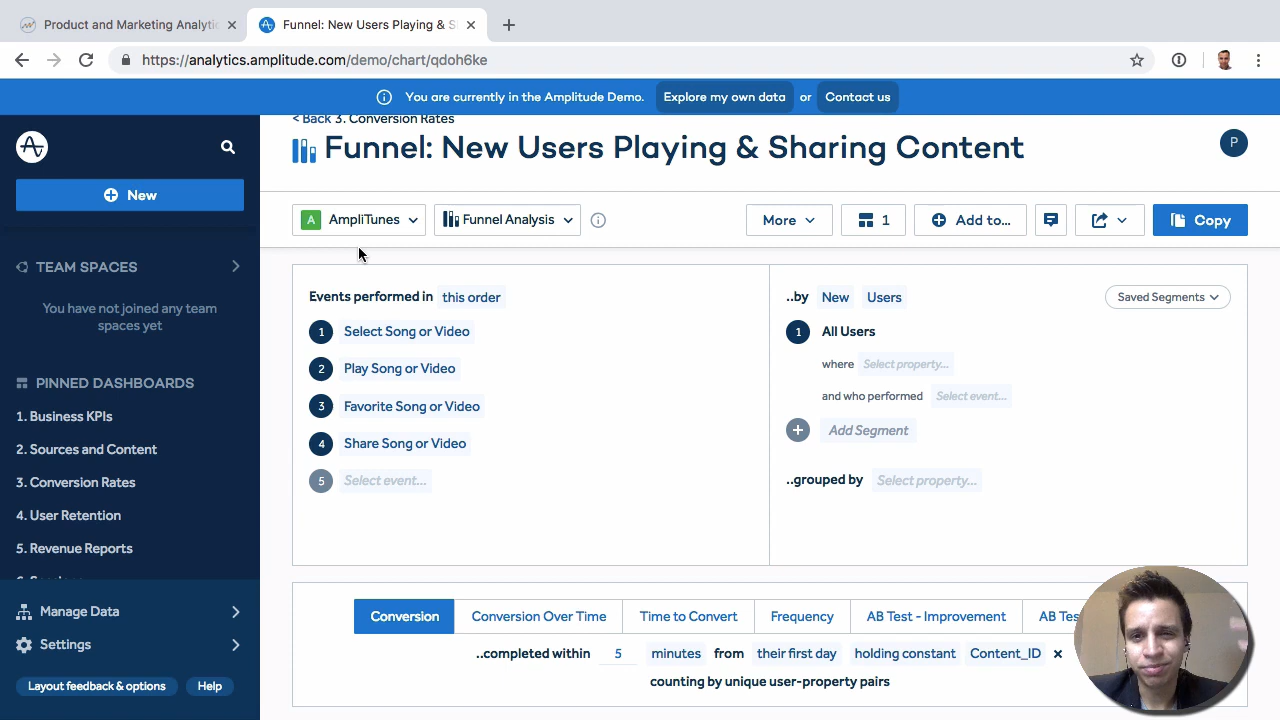 Product and Marketing Analytic
Funnel: New Users Playing & S
https://analytics.amplitude.com/demo/chart/qdoh6ke
You are currently in the Amplitude Demo. Explore my own data or Contact us
< Back 3. Conversion Rates
Funnel: New Users Playing & Sharing Content
P
New
A AmpliTunes
Funnel Analysis
More
1
Add to...
Copy
TEAM SPACES
You have not joined any team
spaces yet
PINNED DASHBOARDS
1. Business KPIs
2. Sources and Content
3. Conversion Rates
4. User Retention
5. Revenue Reports
Manage Data
Settings
Layout feedback & options
Help
Events performed in this order
1 Select Song or Video
2 Play Song or Video
3 Favorite Song or Video
4 Share Song or Video
5 Select event...
..by New Users
Saved Segments
1 All Users
where Select property...
and who performed Select event...
Add Segment
..grouped by Select property...
Conversion
Conversion Over Time
Time to Convert
Frequency
AB Test - Improvement
AB Tes
..completed within 5 minutes from their first day holding constant Content_ID
counting by unique user-property pairs